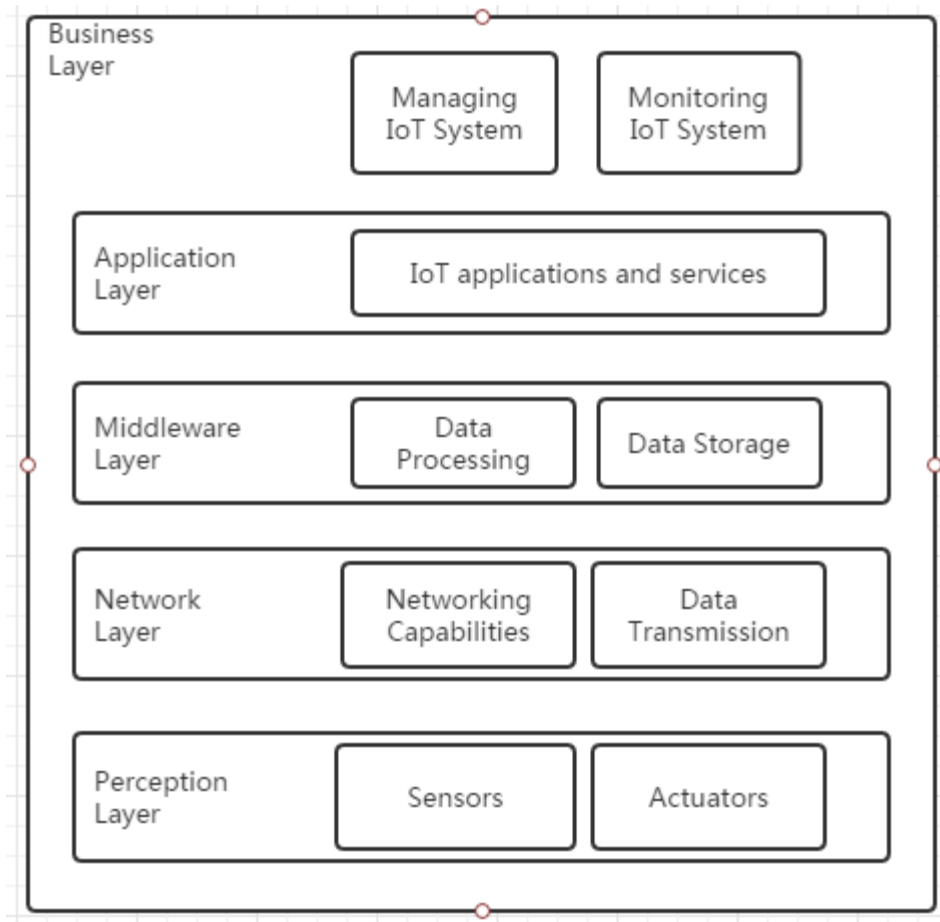 Business
Layer
Managing
IoT System
Monitoring
IoT System
Application
Layer
IoT applications and services
Middleware
Layer
Data
Processing
Data Storage
Network
Layer
Networking
Capabilities
Data
Transmission
Perception
Layer
Sensors
Actuators